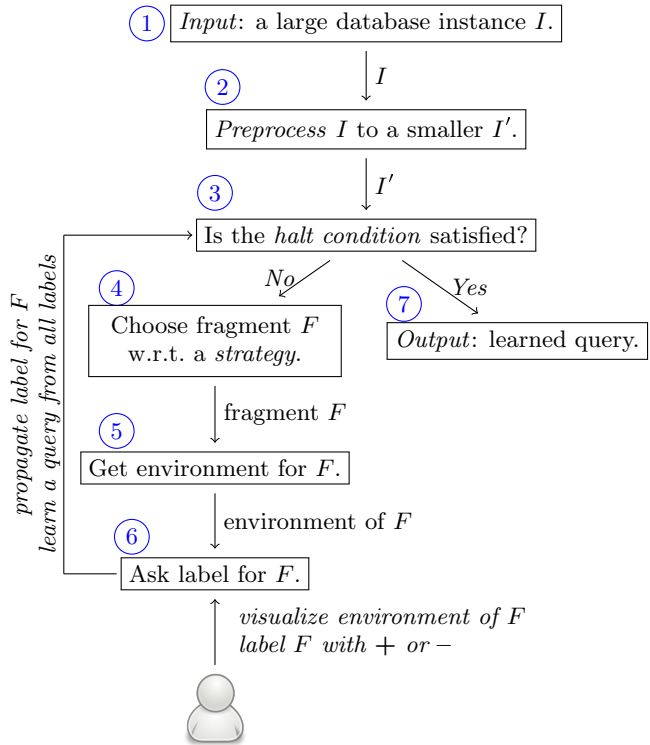 1 Input: a large database instance I.
I
2
Preprocess I to a smaller I′.
I′
3
Is the halt condition satisfied?
No
Yes
4
Choose fragment F
w.r.t. a strategy.
7
Output: learned query.
fragment F
5
Get environment for F.
environment of F
6
Ask label for F.
propagate label for F
learn a query from all labels
visualize environment of F
label F with + or −